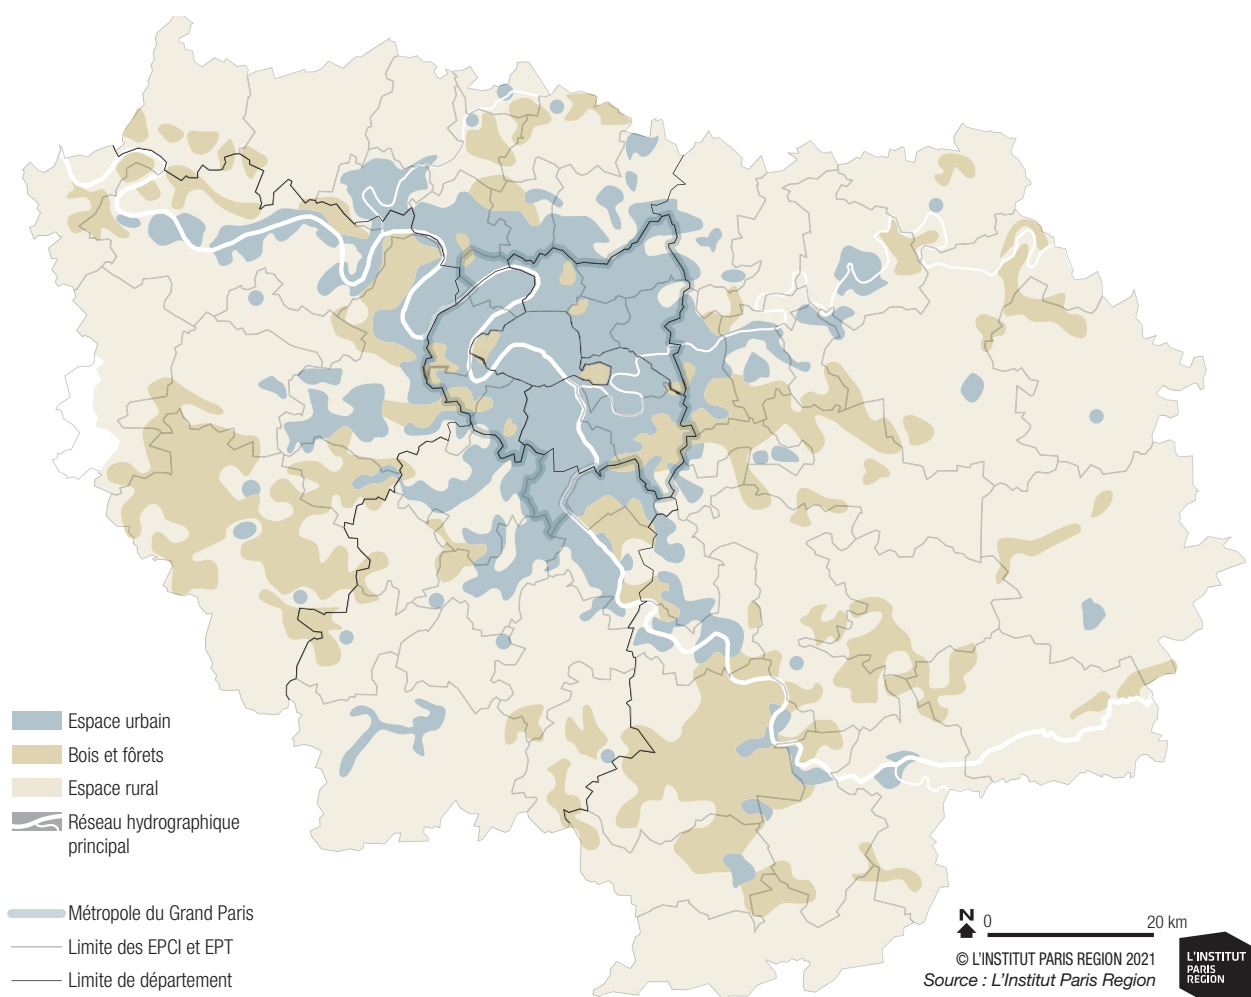 Espace urbain
Bois et fôrets
Espace rural
Réseau hydrographique
principal
Métropole du Grand Paris
Limite des EPCI et EPT
Limite de département
N
0
20 km
© L'INSTITUT PARIS REGION 2021
Source : L'Institut Paris Region
L'INSTITUT
PARIS
REGION